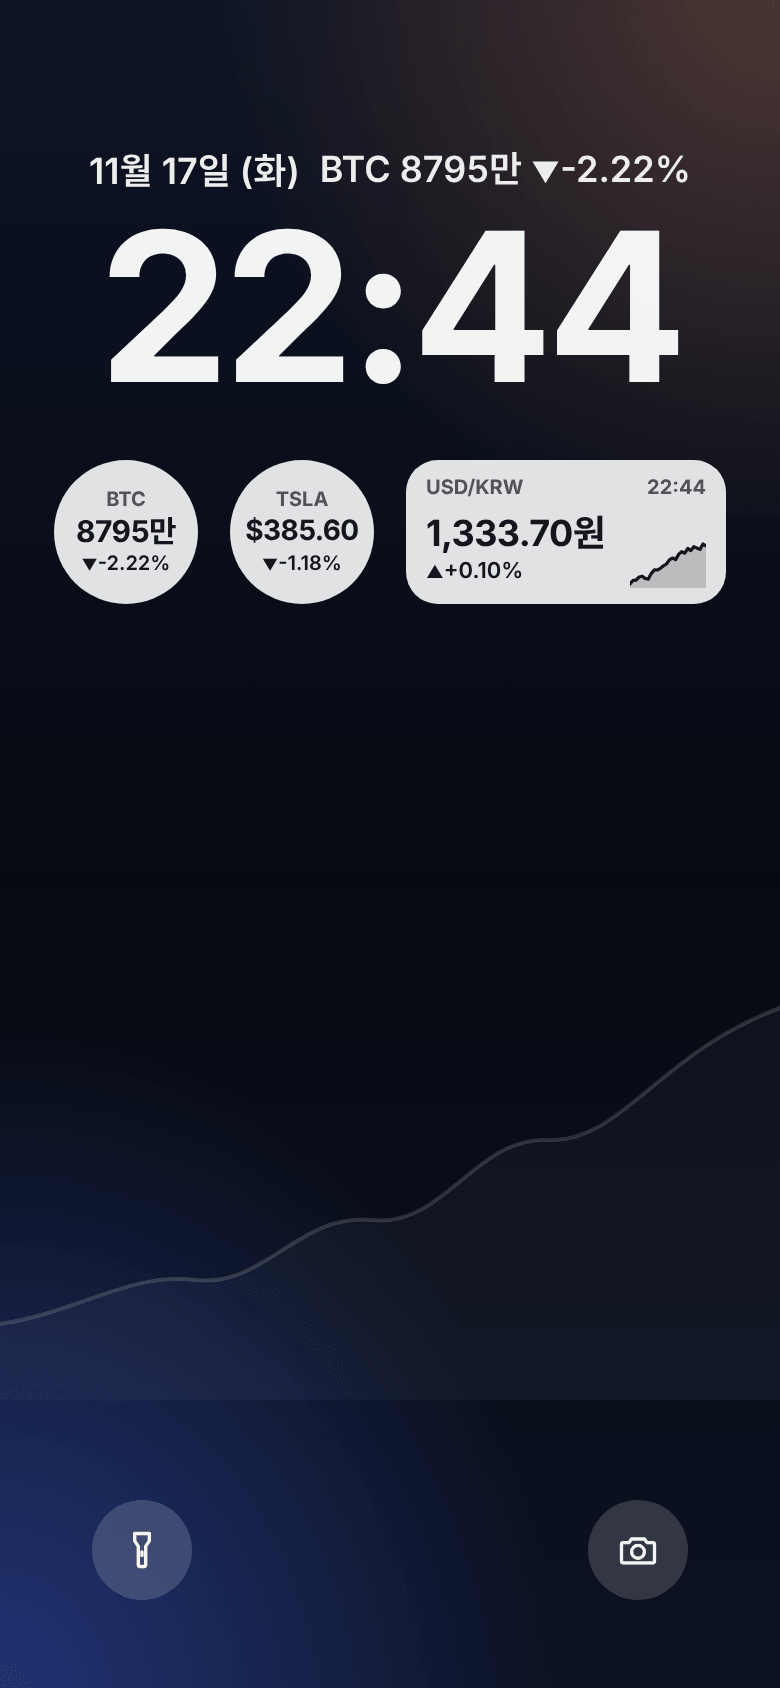 11월 17일 (화) BTC 8795만 ▼-2.22%
22:44
BTC
8795만
▼-2.22%
TSLA
$385.60
▼-1.18%
USD/KRW 22:44
1,333.70원
▲+0.10%